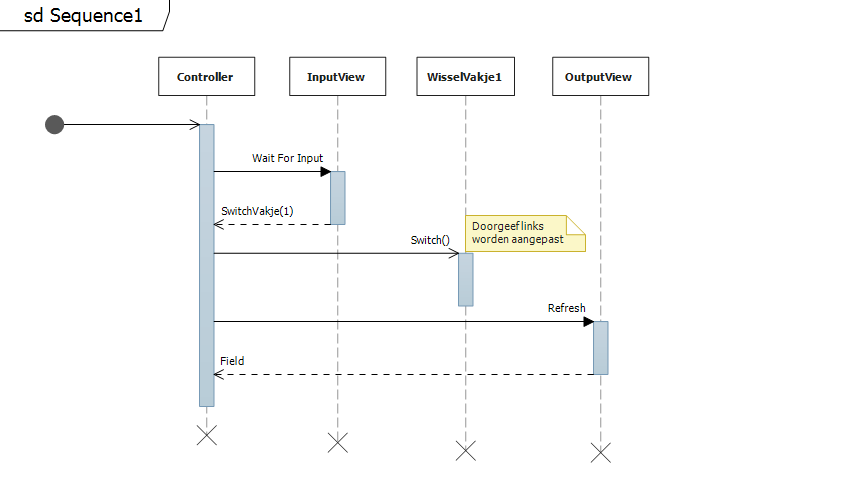 sd Sequence1
Controller
InputView
WisselVakje1
OutputView
Wait For Input
SwitchVakje(1)
Doorgeeflinks
worden aangepast
Switch()
Refresh
Field